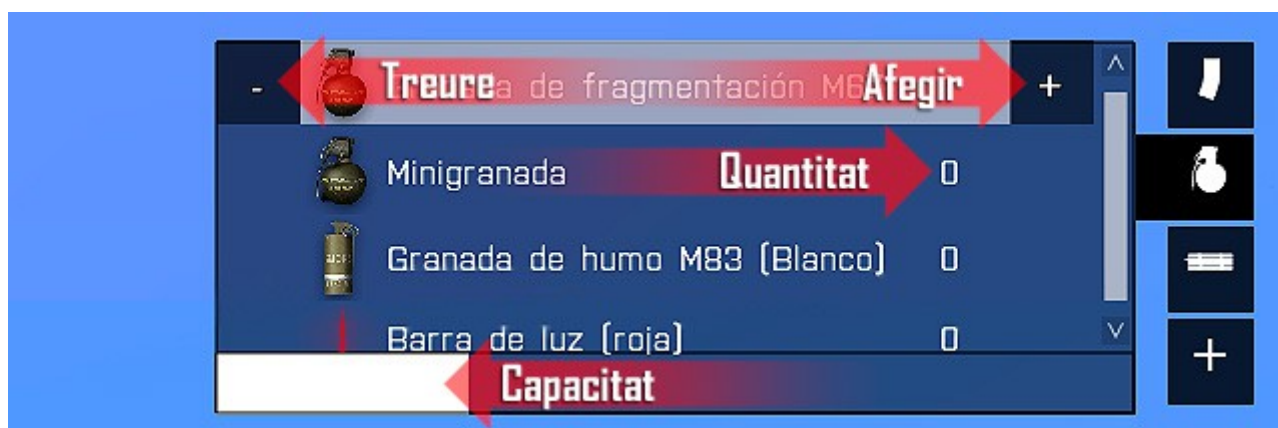 - Treure de fragmentación Afegir +
Minigranada Quantitat 0
Granada de humo M83 (Blanco) 0
Barra de luz (roja) 0
Capacitat
+